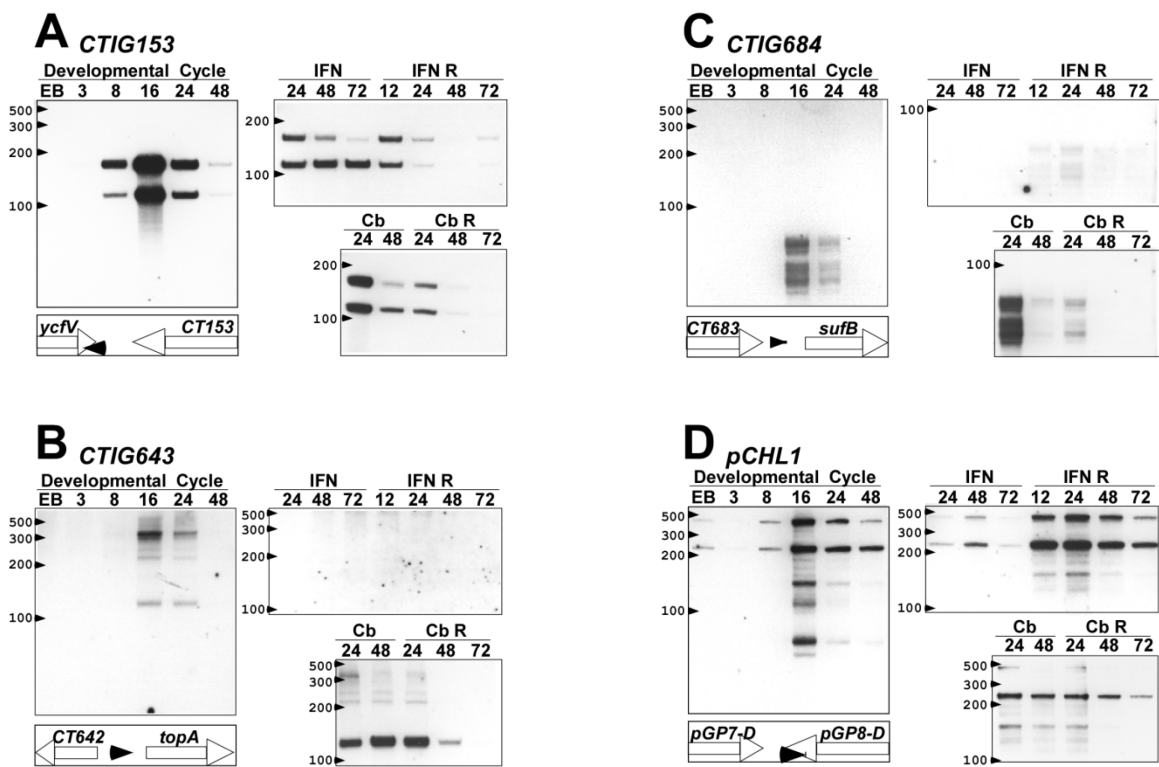 A CTIG153
Developmental Cycle
EB 3 8 16 24 48
500
300
200
100
IFN IFN R
24 48 72 12 24 48 72
200
100
Cb Cb R
24 48 24 48 72
200
100
ycfV CT153
C CTIG684
Developmental Cycle
EB 3 8 16 24 48
500
300
200
100
IFN IFN R
24 48 72 12 24 48 72
100
Cb Cb R
24 48 24 48 72
100
CT683 sufB
B CTIG643
Developmental Cycle
EB 3 8 16 24 48
500
300
200
100
IFN IFN R
24 48 72 12 24 48 72
500
300
200
100
Cb Cb R
24 48 24 48 72
500
300
200
100
CT642 topA
D pCHL1
Developmental Cycle
EB 3 8 16 24 48
500
300
200
100
IFN IFN R
24 48 72 12 24 48 72
500
300
200
100
Cb Cb R
24 48 24 48 72
500
300
200
100
pGP7-D pGP8-D